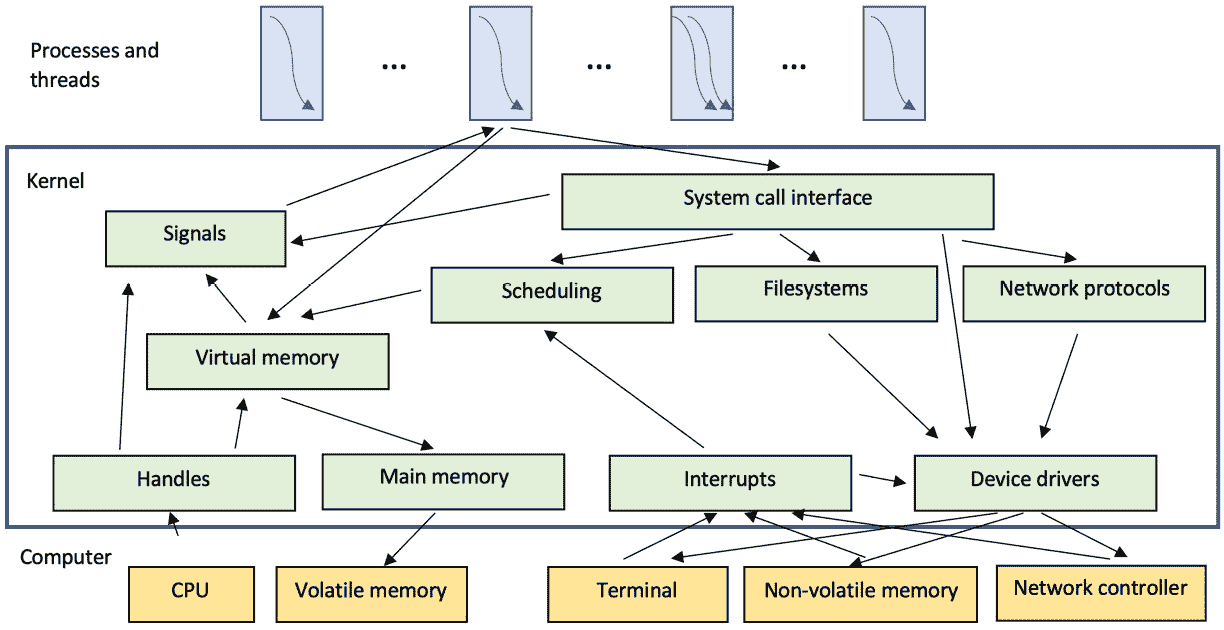 Processes and
threads
... ... ...
Kernel
System call interface
Signals
Scheduling
Filesystems
Network protocols
Virtual memory
Handles
Main memory
Interrupts
Device drivers
Computer
CPU
Volatile memory
Terminal
Non-volatile memory
Network controller